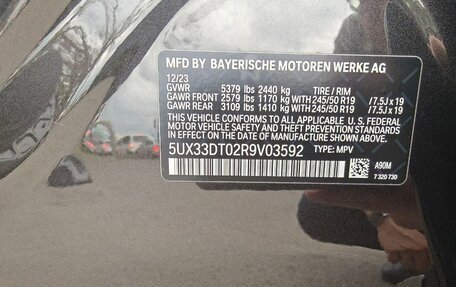 MFD BY BAYERISCHE MOTOREN WERKE AG
12/23
GVWR 5379 lbs 2440 kg TIRE / RIM
GAWR FRONT 2579 lbs 1170 kg WITH 245/50 R19 /7.5J x 19
GAWR REAR 3109 lbs 1410 kg WITH 245/50 R19 /7.5J x 19
THIS VEHICLE CONFORMS TO ALL APPLICABLE U. S. FEDERAL
MOTOR VEHICLE SAFETY, BUMPER, AND THEFT PREVENTION
STANDARDS IN EFFECT ON THE DATE OF MANUFACTURE SHOWN ABOVE.
5UX33DT02R9V03592 TYPE: MPV
A90M
7 320 730